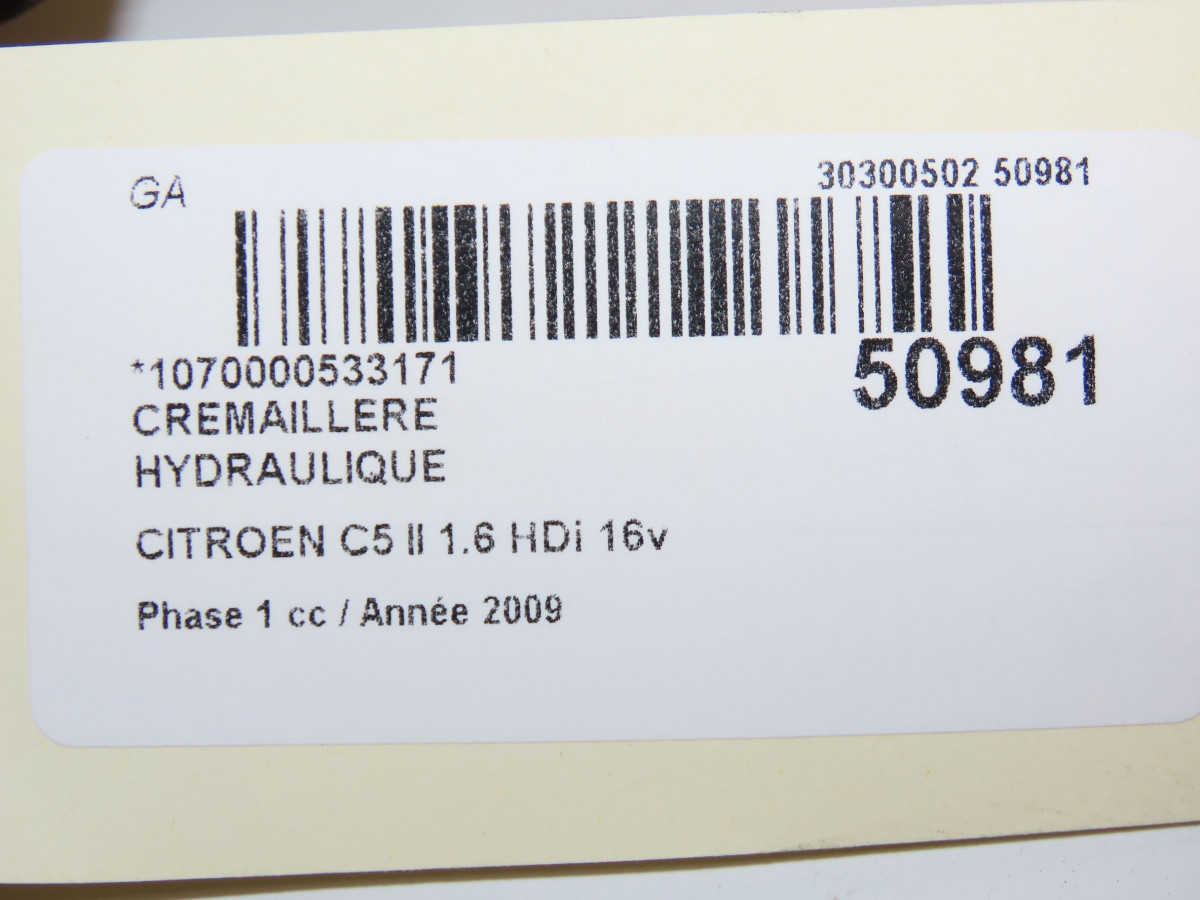 GA
30300502 50981
*1070000533171
50981
CREMAILLERE
HYDRAULIQUE
CITROEN C5 II 1.6 HDi 16v
Phase 1 cc / Année 2009